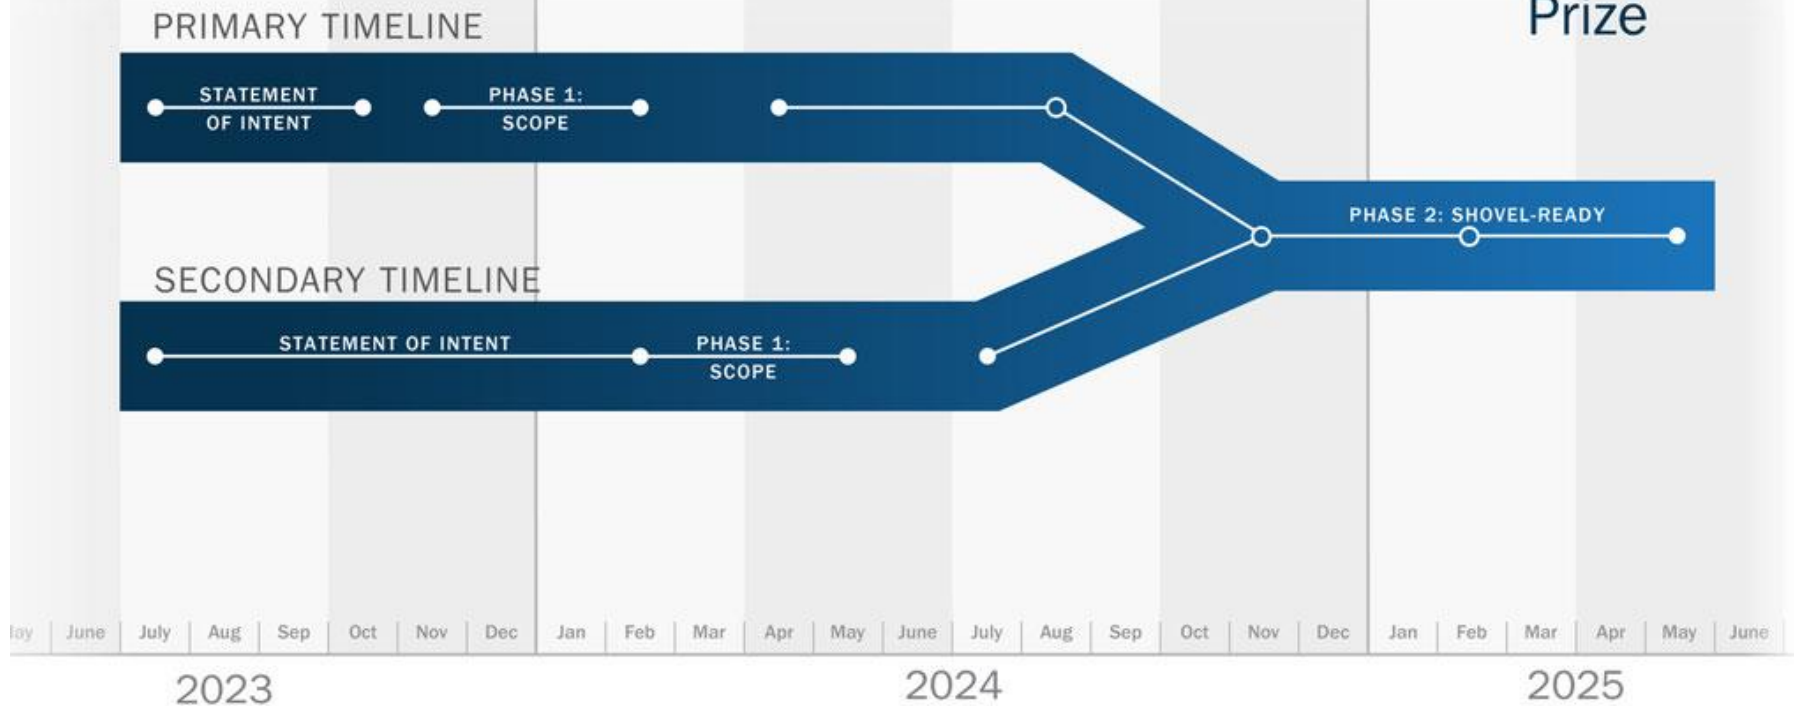 Prize
PRIMARY TIMELINE
STATEMENT
OF INTENT
PHASE 1:
SCOPE
PHASE 2: SHOVEL-READY
SECONDARY TIMELINE
STATEMENT OF INTENT
PHASE 1:
SCOPE
June July Aug Sep Oct Nov Dec Jan Feb Mar Apr May June July Aug Sep Oct Nov Dec Jan Feb Mar Apr May June
2023 2024 2025